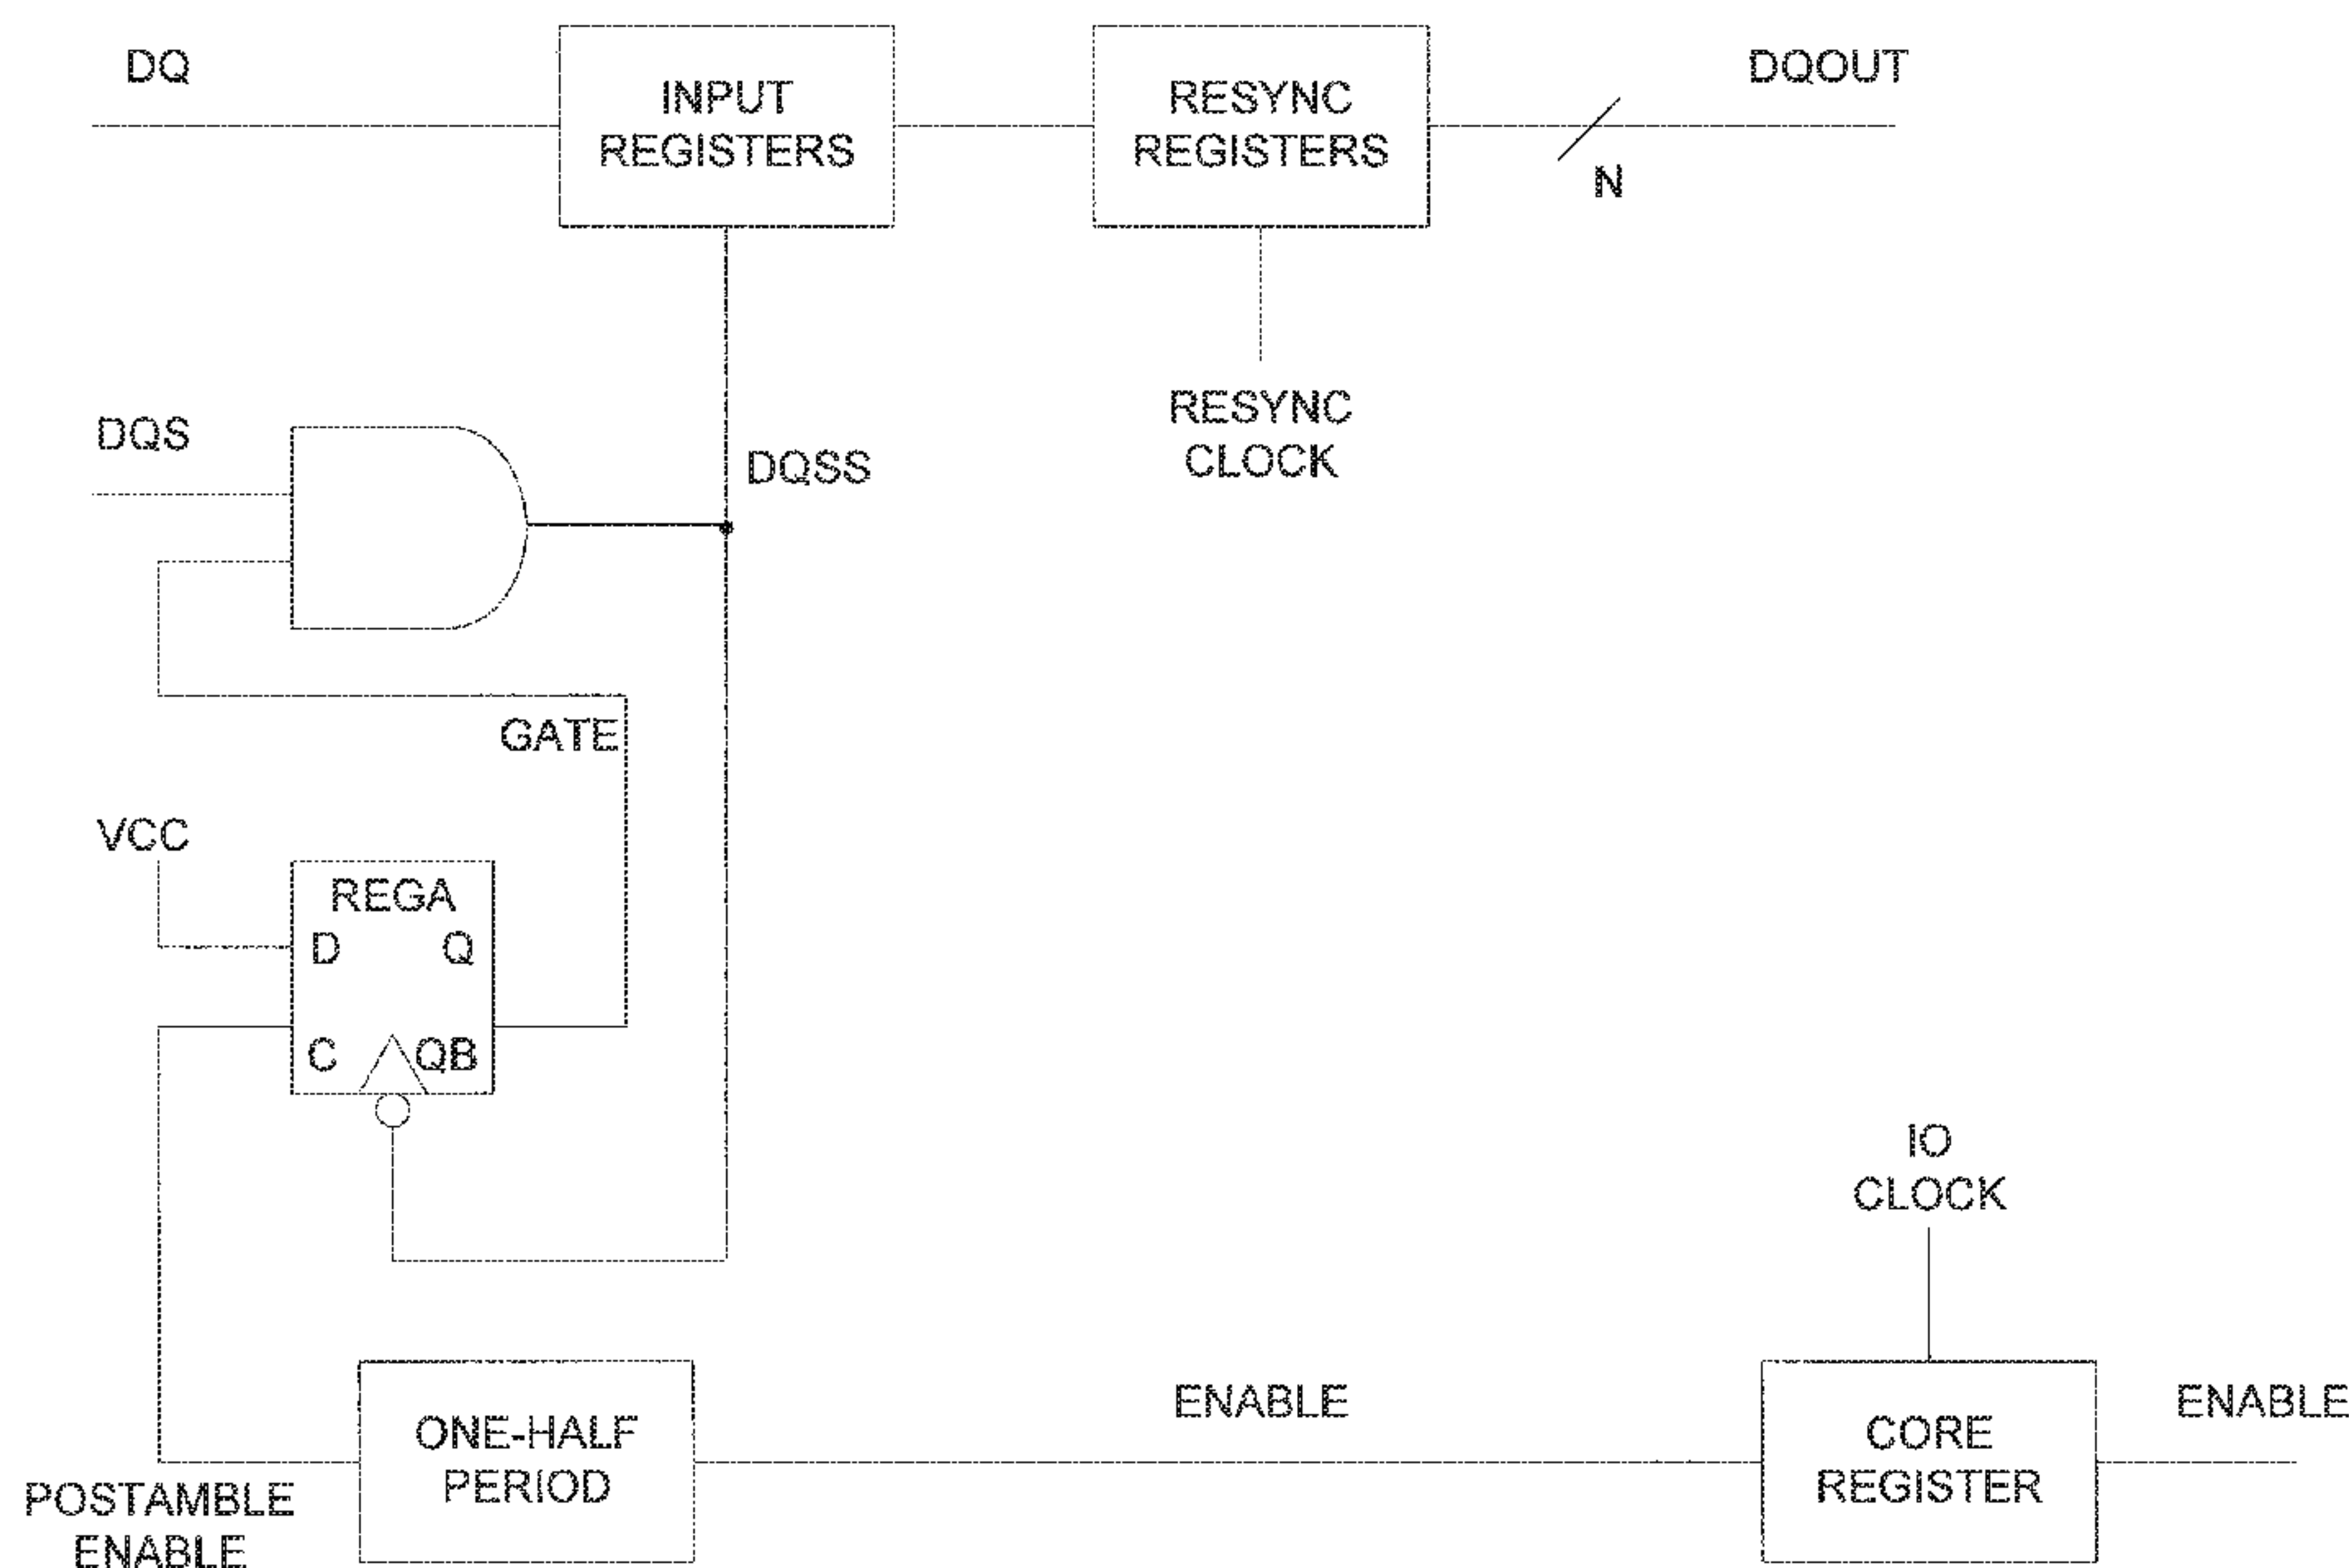 DQ
INPUT
REGISTERS
RESYNC
REGISTERS
DQOUT
N
RESYNC
CLOCK
DQS
DQSS
GATE
VCC
REGA
D
Q
C
QB
IO
CLOCK
ENABLE
ENABLE
ONE-HALF
PERIOD
CORE
REGISTER
POSTAMBLE
ENABLE